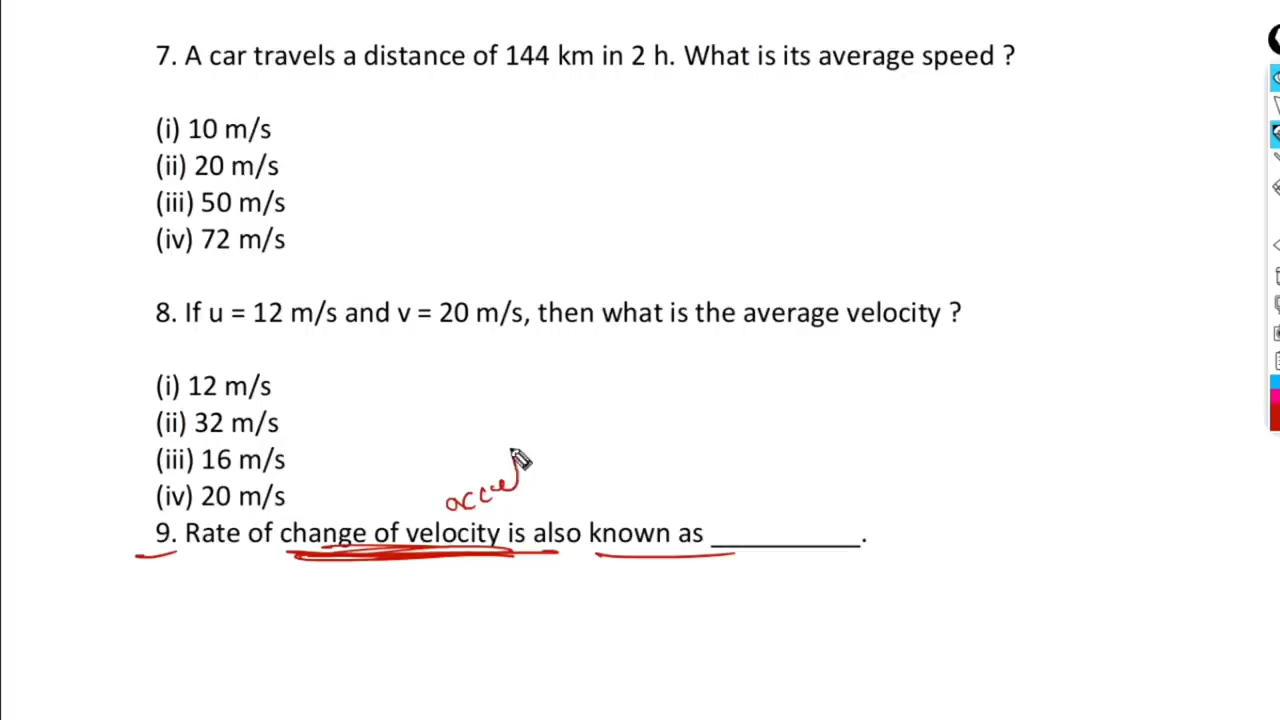 7. A car travels a distance of 144 km in 2 h. What is its average speed ?
(i) 10 m/s
(ii) 20 m/s
(iii) 50 m/s
(iv) 72 m/s
8. If u = 12 m/s and v = 20 m/s, then what is the average velocity ?
(i) 12 m/s
(ii) 32 m/s
(iii) 16 m/s
(iv) 20 m/s
accel
9. Rate of change of velocity is also known as __________.